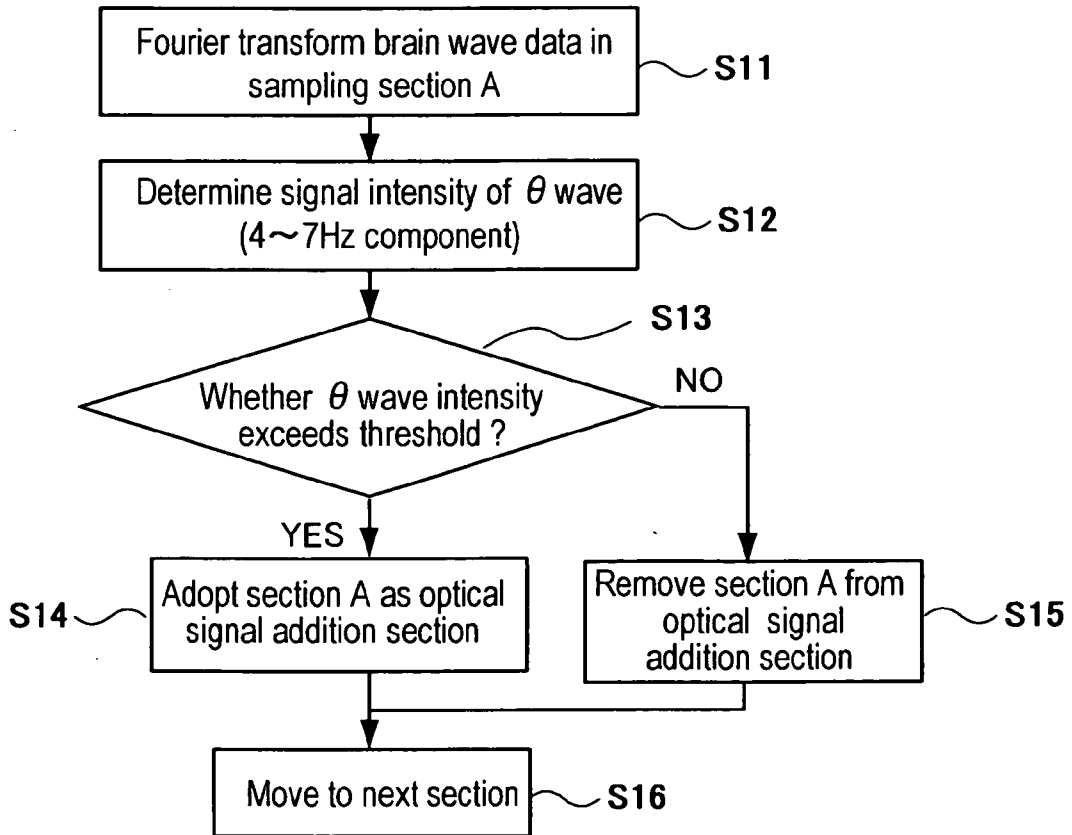 Fourier transform brain wave data in
sampling section A
S11
Determine signal intensity of θ wave
(4～7Hz component)
S12
S13
Whether θ wave intensity
exceeds threshold ?
NO
YES
Adopt section A as optical
signal addition section
S14
Remove section A from
optical signal
addition section
S15
Move to next section
S16